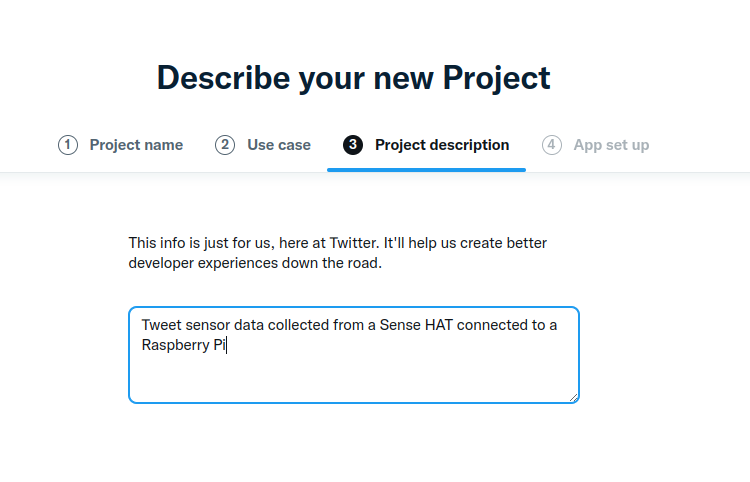 Describe your new Project
1 Project name 2 Use case 3 Project description 4 App set up
This info is just for us, here at Twitter. It'll help us create better
developer experiences down the road.
Tweet sensor data collected from a Sense HAT connected to a
Raspberry Pi